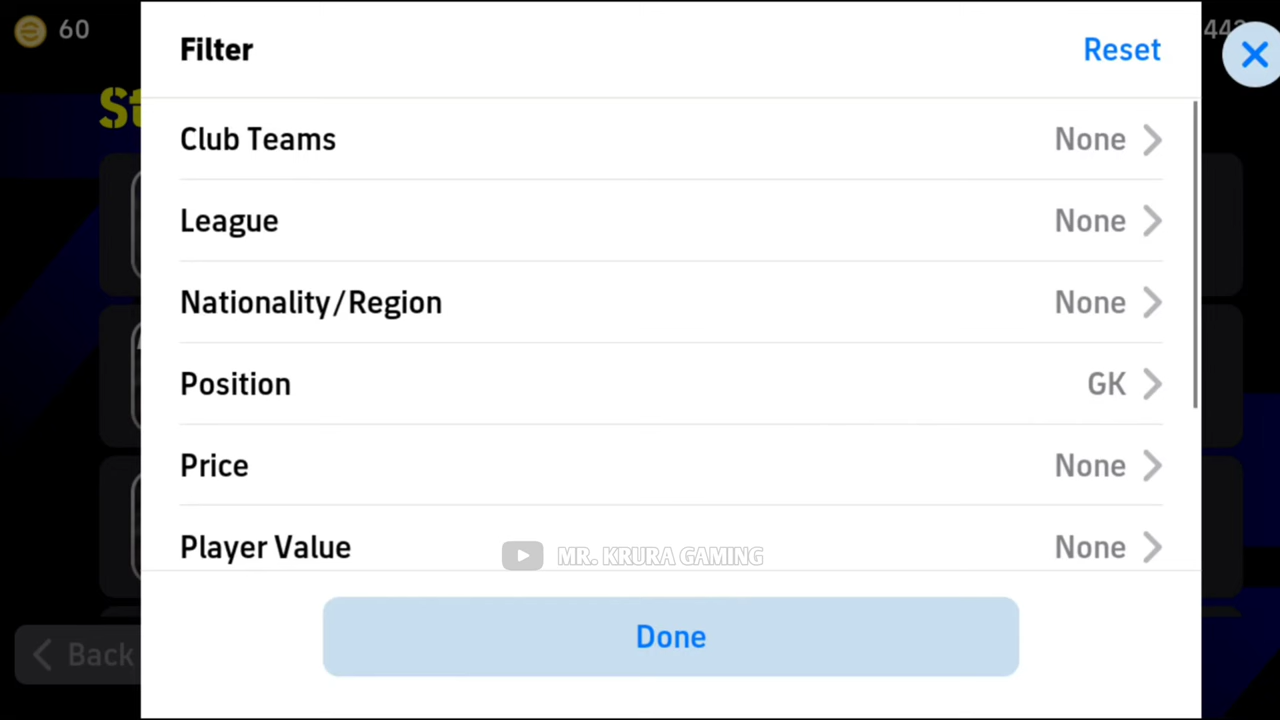 60
Filter
Reset
St
Club Teams
None
League
None
Nationality/Region
None
Position
GK
Price
None
Player Value
None
MR. KRURA GAMING
Done
Back